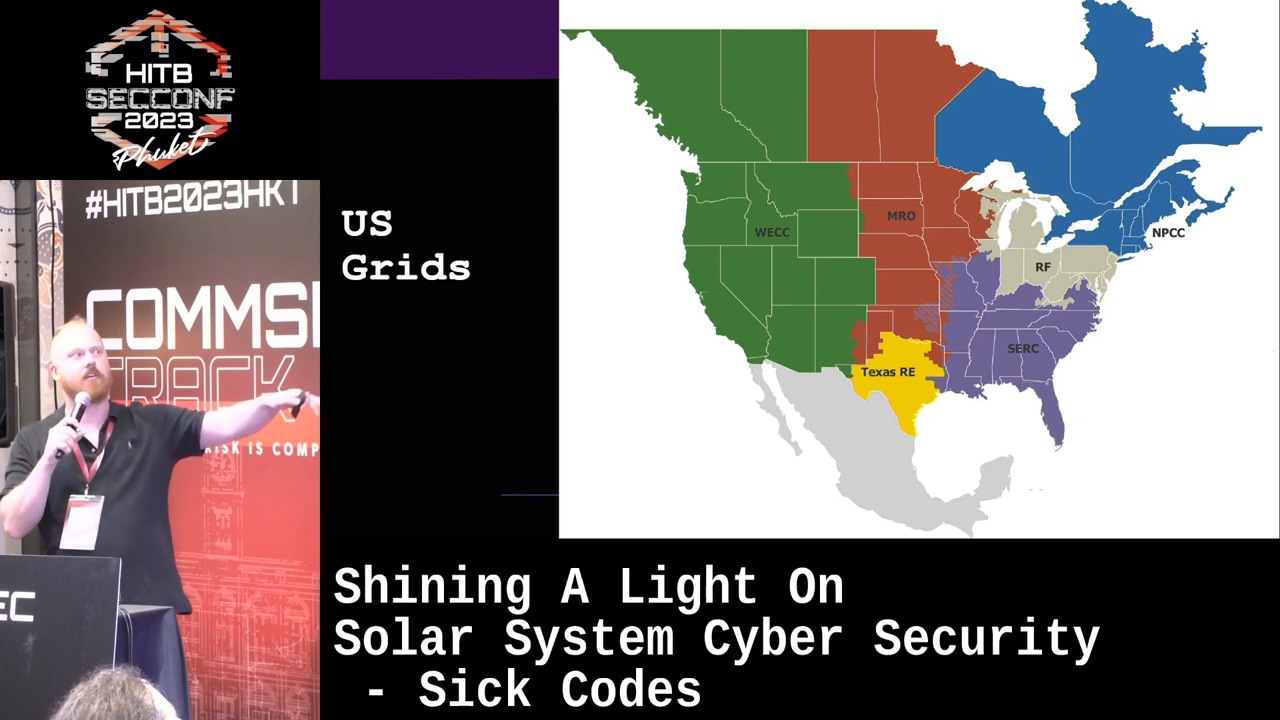 HITB
SECCONF
2023
Phuket
#HITB2023HKT
COMMS
TRACK
RISK IS COMP
EC
US
Grids
WECC
MRO
NPCC
RF
SERC
Texas RE
Shining A Light On
Solar System Cyber Security
- Sick Codes